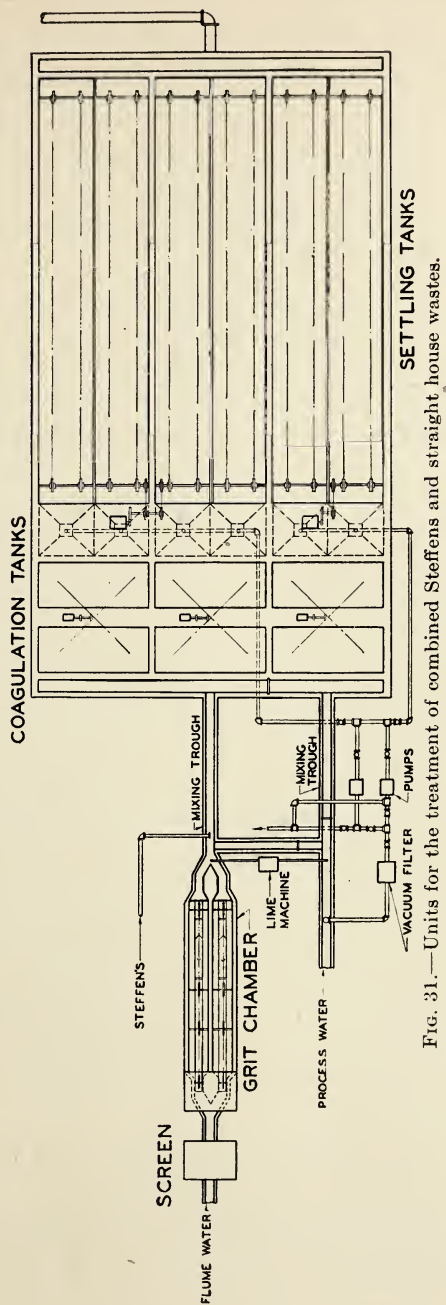 COAGULATION TANKS
SETTLING TANKS
MIXING TROUGH
STEFFEN'S
MIXING
TROUGH
PUMPS
VACUUM FILTER
LIME
MACHINE
GRIT CHAMBER
PROCESS WATER
SCREEN
FLUME WATER
FIG. 31.—Units for the treatment of combined Steffens and straight house wastes.